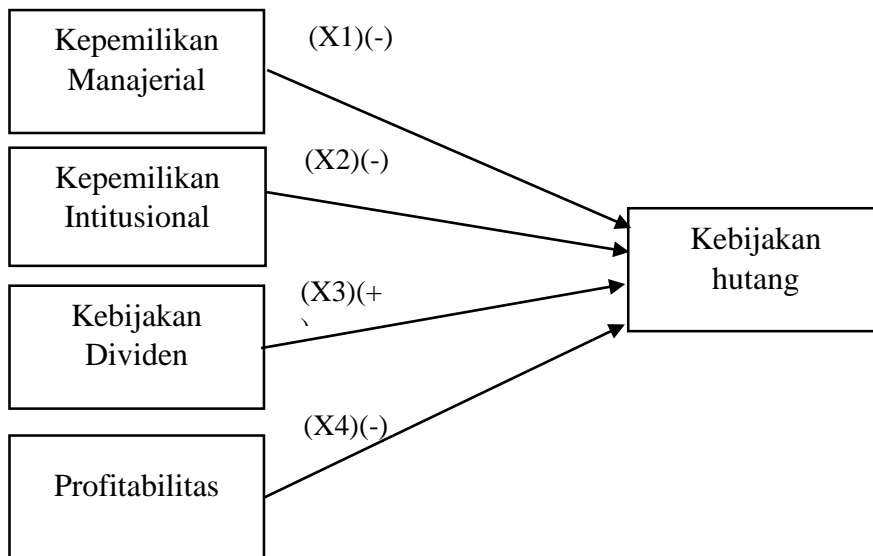 Kepemilikan
Manajerial
(X1)(-)
Kepemilikan
Intitusional
(X2)(-)
Kebijakan
hutang
Kebijakan
Dividen
(X3)(+
)
Profitabilitas
(X4)(-)